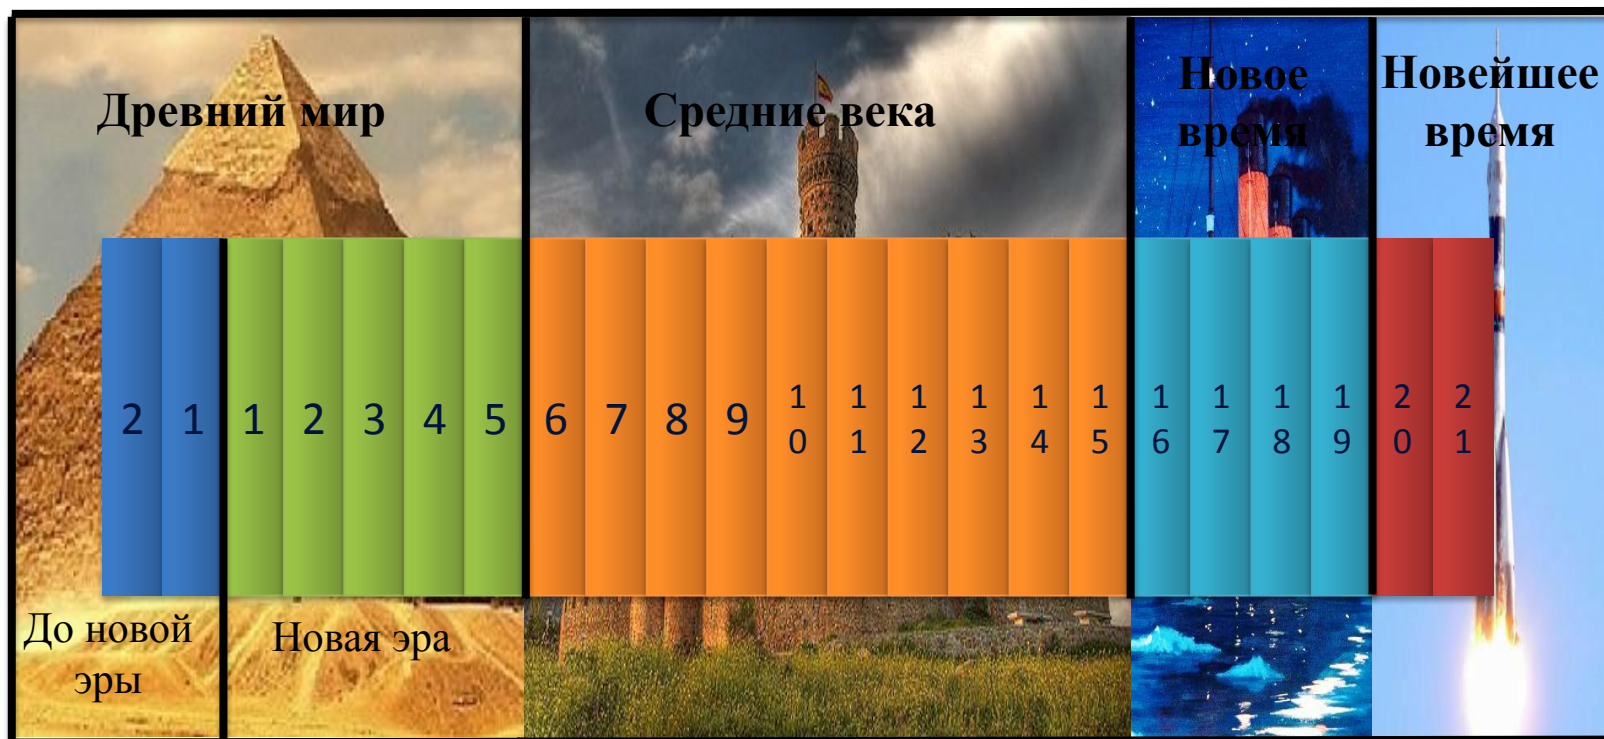 Древний мир
Средние века
Новое
время
Новейшее
время
2 1 1 2 3 4 5 6 7 8 9 10 11 12 13 14 15 16 17 18 19 20 21
До новой
эры
Новая эра